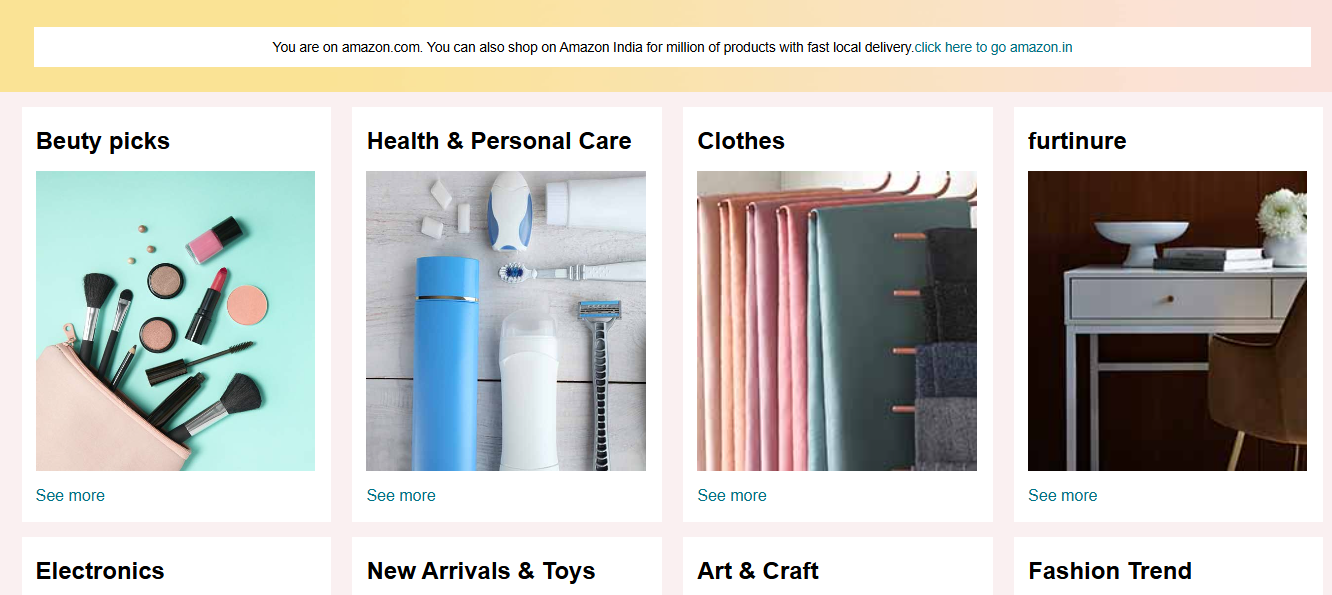 You are on amazon.com. You can also shop on Amazon India for million of products with fast local delivery.click here to go amazon.in
Beuty picks
Health & Personal Care
Clothes
furtinure
See more
See more
See more
See more
Electronics
New Arrivals & Toys
Art & Craft
Fashion Trend